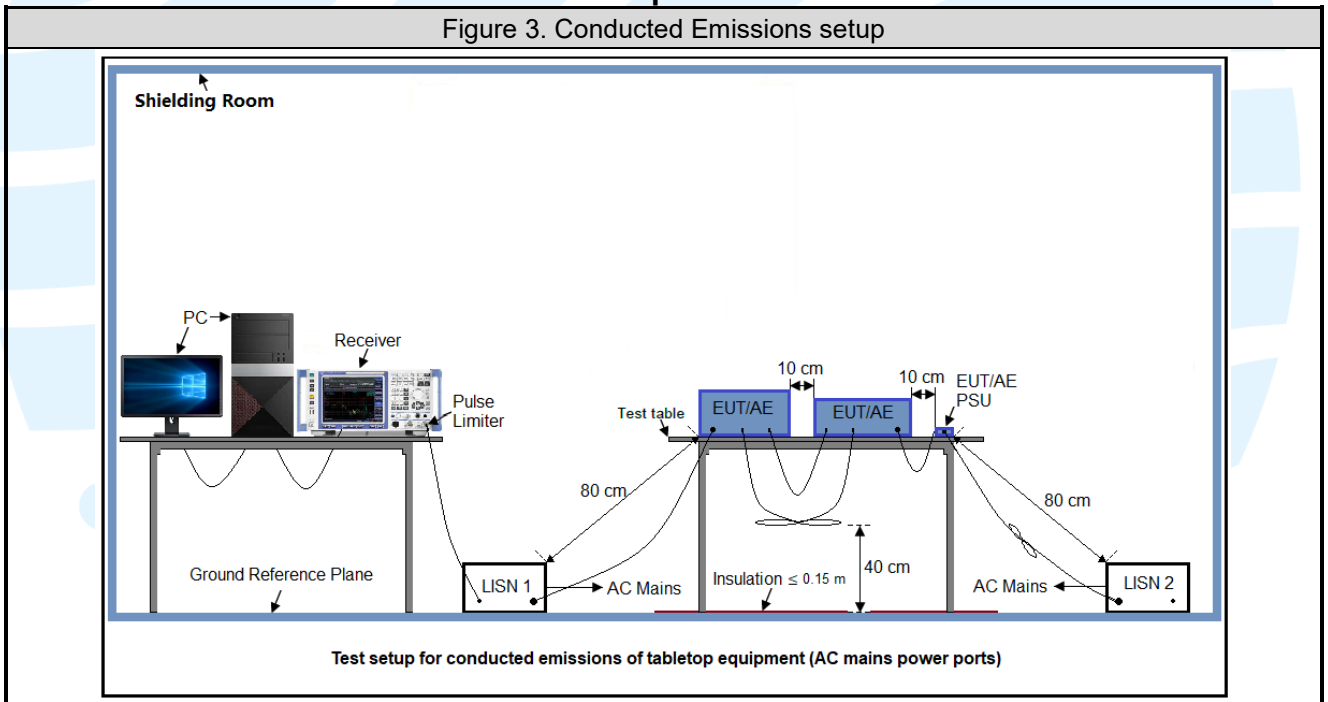 Figure 3. Conducted Emissions setup
Shielding Room
PC
Receiver
Pulse
Limiter
10 cm
10 cm
EUT/AE
PSU
Test table
EUT/AE
EUT/AE
80 cm
80 cm
40 cm
Ground Reference Plane
LISN 1
AC Mains
Insulation ≤ 0.15 m
AC Mains
LISN 2
Test setup for conducted emissions of tabletop equipment (AC mains power ports)